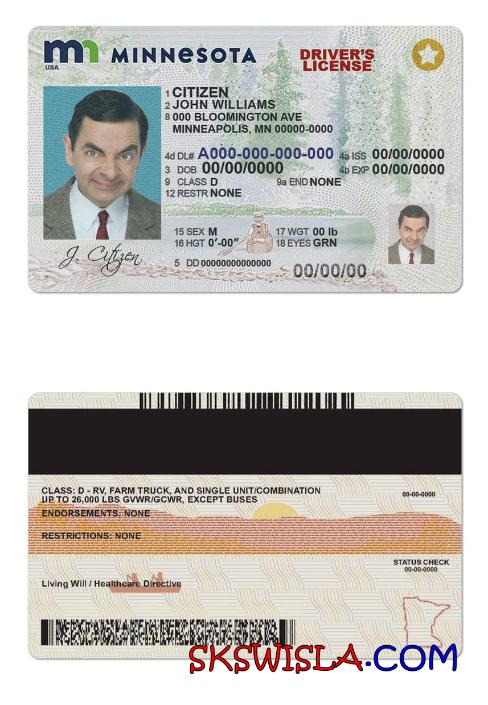 mn MINNESOTA
USA
DRIVER'S
LICENSE
1 CITIZEN
2 JOHN WILLIAMS
8 000 BLOOMINGTON AVE
MINNEAPOLIS, MN 00000-0000
4d DL# A000-000-000-000 4a ISS 00/00/0000
3 DOB 00/00/0000 4b EXP 00/00/0000
9 CLASS D 9a END NONE
12 RESTR NONE
15 SEX M 17 WGT 00 lb
16 HGT 0'-00" 18 EYES GRN
J. Citizen
5 DD 00000000000000
00/00/00
CLASS: D - RV, FARM TRUCK, AND SINGLE UNIT/COMBINATION
UP TO 26,000 LBS GVWR/GCWR, EXCEPT BUSES
00-00-0000
ENDORSEMENTS: NONE
RESTRICTIONS: NONE
STATUS CHECK
00-00-0000
Living Will / Healthcare Directive
SKSWISLA.COM